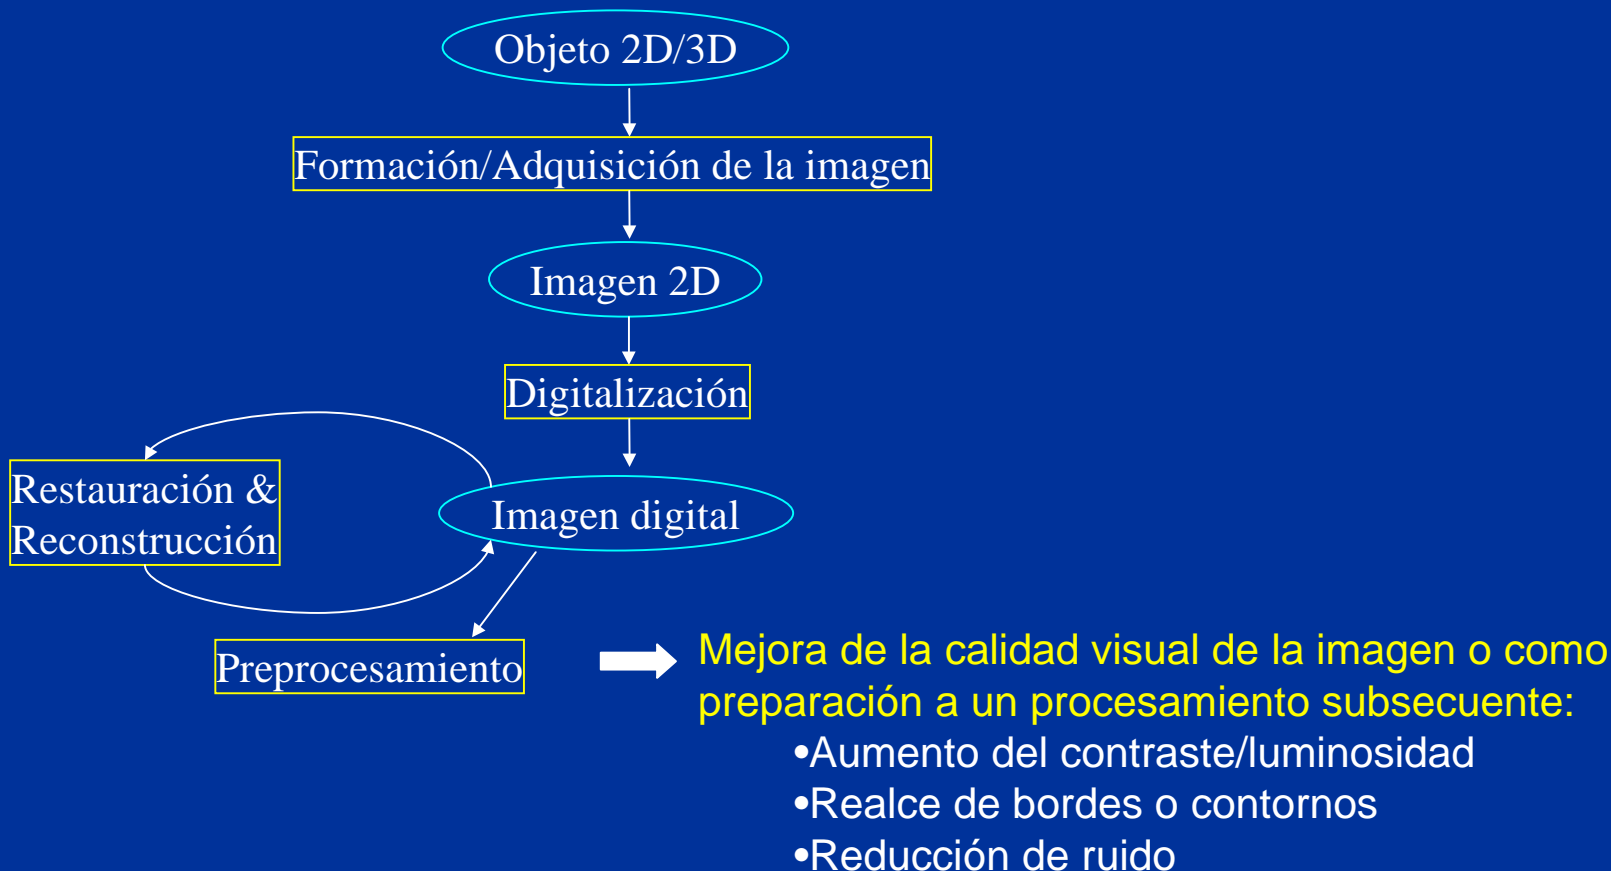 Objeto 2D/3D
Formación/Adquisición de la imagen
Imagen 2D
Digitalización
Restauración &
Reconstrucción
Imagen digital
Preprocesamiento
Mejora de la calidad visual de la imagen o como
preparación a un procesamiento subsecuente:
•Aumento del contraste/luminosidad
•Realce de bordes o contornos
•Reducción de ruido